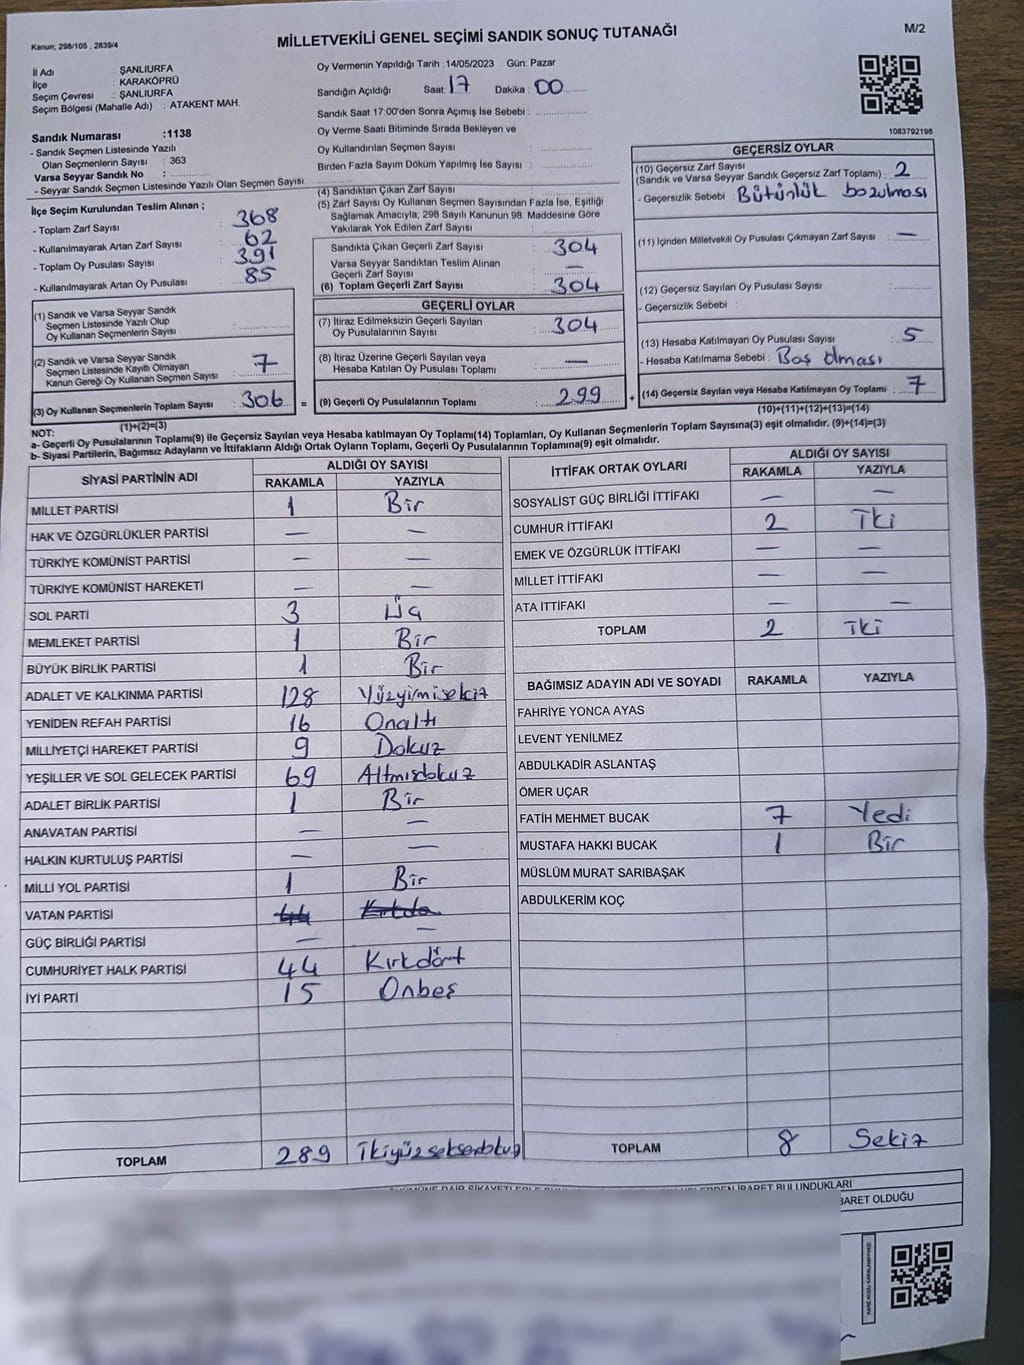 Kanun; 298/105 , 2839/4
MİLLETVEKİLİ GENEL SEÇİMİ SANDIK SONUÇ TUTANAĞI
M/2
İl Adı : ŞANLIURFA
İlçe : KARAKÖPRÜ
Seçim Çevresi : ŞANLIURFA
Seçim Bölgesi (Mahalle Adı) : ATAKENT MAH.
Sandık Numarası :1138
- Sandık Seçmen Listesinde Yazılı
Olan Seçmenlerin Sayısı : 363
Varsa Seyyar Sandık No :
- Seyyar Sandık Seçmen Listesinde Yazılı Olan Seçmen Sayısı
İlçe Seçim Kurulundan Teslim Alınan ;
- Toplam Zarf Sayısı : 368
- Kullanılmayarak Artan Zarf Sayısı : 62
- Toplam Oy Pusulası Sayısı : 391
- Kullanılmayarak Artan Oy Pusulası : 85
(1) Sandık ve Varsa Seyyar Sandık
Seçmen Listesinde Yazılı Olup
Oy Kullanan Seçmenlerin Sayısı :
(2) Sandık ve Varsa Seyyar Sandık
Seçmen Listesinde Kayıtlı Olmayan
Kanun Gereği Oy Kullanan Seçmen Sayısı : 7
(3) Oy Kullanan Seçmenlerin Toplam Sayısı : 306 =
(1)+(2)=(3)
Oy Vermenin Yapıldığı Tarih :14/05/2023 Gün: Pazar
Sandığın Açıldığı Saat: 17 Dakika : 00
Sandık Saat 17:00'den Sonra Açımış İse Sebebi :
Oy Verme Saati Bitiminde Sırada Bekleyen ve
Oy Kullandırılan Seçmen Sayısı :
Birden Fazla Sayım Döküm Yapılmış İse Sayısı :
(4) Sandıktan Çıkan Zarf Sayısı :
(5) Zarf Sayısı Oy Kullanan Seçmen Sayısından Fazla İse, Eşitliği
Sağlamak Amacıyla, 298 Sayılı Kanunun 98. Maddesine Göre
Yakılarak Yok Edilen Zarf Sayısı :
Sandıkta Çıkan Geçerli Zarf Sayısı : 304
Varsa Seyyar Sandıktan Teslim Alınan
Geçerli Zarf Sayısı : —
(6) Toplam Geçerli Zarf Sayısı : 304
GEÇERLİ OYLAR
(7) İtiraz Edilmeksizin Geçerli Sayılan
Oy Pusulalarının Sayısı : 304
(8) İtiraz Üzerine Geçerli Sayılan veya
Hesaba Katılan Oy Pusulası Toplamı : —
(9) Geçerli Oy Pusulalarının Toplamı : 299 +
1083792198
GEÇERSİZ OYLAR
(10) Geçersiz Zarf Sayısı
(Sandık ve Varsa Seyyar Sandık Geçersiz Zarf Toplamı) : 2
- Geçersizlik Sebebi : Bütünlük bozulması
(11) İçinden Milletvekili Oy Pusulası Çıkmayan Zarf Sayısı : —
(12) Geçersiz Sayılan Oy Pusulası Sayısı :
- Geçersizlik Sebebi :
(13) Hesaba Katılmayan Oy Pusulası Sayısı : 5
- Hesaba Katılmama Sebebi : Boş olması
(14) Geçersiz Sayılan veya Hesaba Katılmayan Oy Toplamı : 7
(10)+(11)+(12)+(13)=(14)
NOT:
a- Geçerli Oy Pusulalarının Toplamı(9) ile Geçersiz Sayılan veya Hesaba katılmayan Oy Toplamı(14) Toplamları, Oy Kullanan Seçmenlerin Toplam Sayısına(3) eşit olmalıdır. (9)+(14)=(3)
b- Siyasi Partilerin, Bağımsız Adayların ve İttifakların Aldığı Ortak Oyların Toplamı, Geçerli Oy Pusulalarının Toplamına(9) eşit olmalıdır.
SİYASİ PARTİNİN ADI ALDIĞI OY SAYISI
RAKAMLA YAZIYLA
MİLLET PARTİSİ 1 Bir
HAK VE ÖZGÜRLÜKLER PARTİSİ — —
TÜRKİYE KOMÜNİST PARTİSİ — —
TÜRKİYE KOMÜNİST HAREKETİ — —
SOL PARTİ 3 Üç
MEMLEKET PARTİSİ 1 Bir
BÜYÜK BİRLİK PARTİSİ 1 Bir
ADALET VE KALKINMA PARTİSİ 128 Yüzyirmisekiz
YENİDEN REFAH PARTİSİ 16 Onaltı
MİLLİYETÇİ HAREKET PARTİSİ 9 Dokuz
YEŞİLLER VE SOL GELECEK PARTİSİ 69 Altmışdokuz
ADALET BİRLİK PARTİSİ 1 Bir
ANAVATAN PARTİSİ — —
HALKIN KURTULUŞ PARTİSİ — —
MİLLİ YOL PARTİSİ 1 Bir
VATAN PARTİSİ 44
GÜÇ BİRLİĞİ PARTİSİ — —
CUMHURİYET HALK PARTİSİ 44 Kırkdört
İYİ PARTİ 15 Onbeş
TOPLAM 289 İkiyüzseksendokuz
İTTİFAK ORTAK OYLARI ALDIĞI OY SAYISI
RAKAMLA YAZIYLA
SOSYALİST GÜÇ BİRLİĞİ İTTİFAKI — —
CUMHUR İTTİFAKI 2 İki
EMEK VE ÖZGÜRLÜK İTTİFAKI — —
MİLLET İTTİFAKI — —
ATA İTTİFAKI — —
TOPLAM 2 iki
BAĞIMSIZ ADAYIN ADI VE SOYADI RAKAMLA YAZIYLA
FAHRİYE YONCA AYAS
LEVENT YENİLMEZ
ABDULKADİR ASLANTAŞ
ÖMER UÇAR
FATİH MEHMET BUCAK 7 Yedi
MUSTAFA HAKKI BUCAK 1 Bir
MÜSLÜM MURAT SARIBAŞAK
ABDULKERİM KOÇ
TOPLAM 8 Sekiz
İBARET BULUNDUKLARI
BARET OLDUĞU